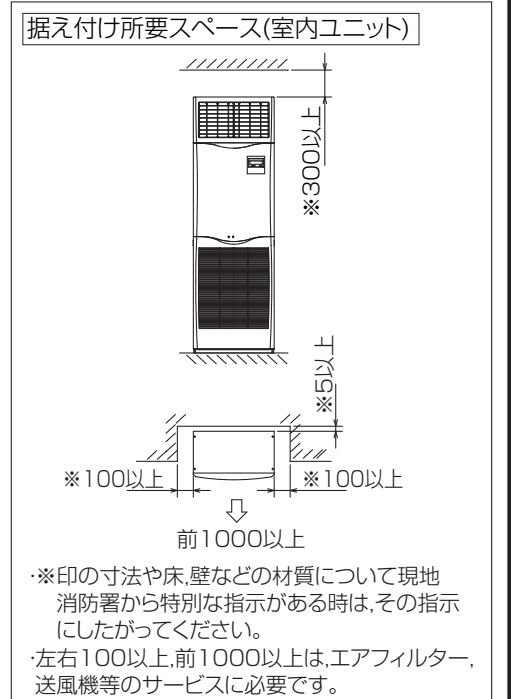 据え付け所要スペース(室内ユニット)
※300以上
※5以上
※100以上
※100以上
前1000以上
·※印の寸法や床,壁などの材質について現地
消防署から特別な指示がある時は,その指示
にしたがってください。
·左右100以上,前1000以上は,エアフィルター,
送風機等のサービスに必要です。